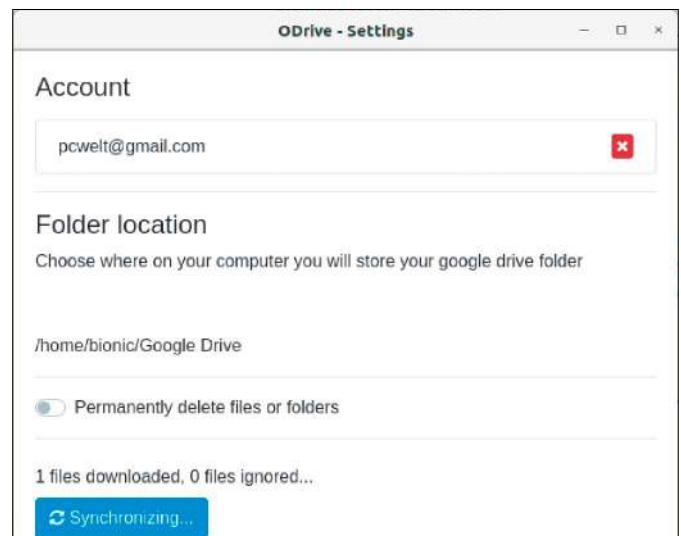 ODrive - Settings
Account
pcwelt@gmail.com
Folder location
Choose where on your computer you will store your google drive folder
/home/bionic/Google Drive
Permanently delete files or folders
1 files downloaded, 0 files ignored...
Synchronizing...